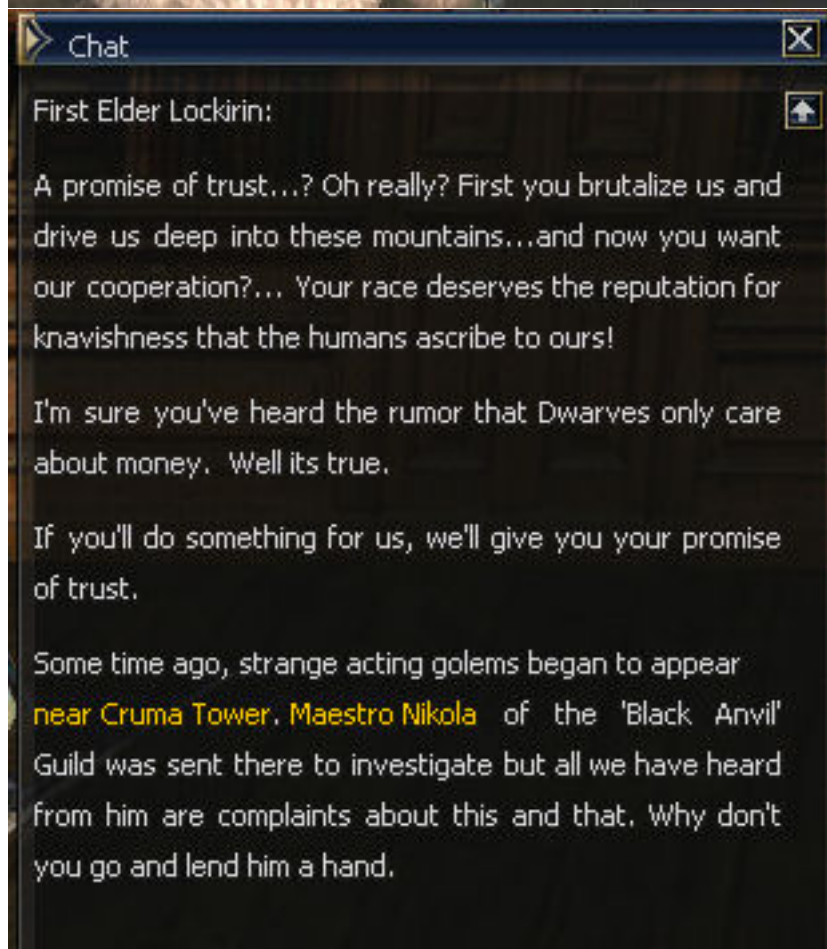 Chat
First Elder Lockirin:
A promise of trust...? Oh really? First you brutalize us and
drive us deep into these mountains...and now you want
our cooperation?... Your race deserves the reputation for
knavishness that the humans ascribe to ours!
I'm sure you've heard the rumor that Dwarves only care
about money.  Well its true.
If you'll do something for us, we'll give you your promise
of trust.
Some time ago, strange acting golems began to appear
near Cruma Tower. Maestro Nikola of the 'Black Anvil'
Guild was sent there to investigate but all we have heard
from him are complaints about this and that. Why don't
you go and lend him a hand.